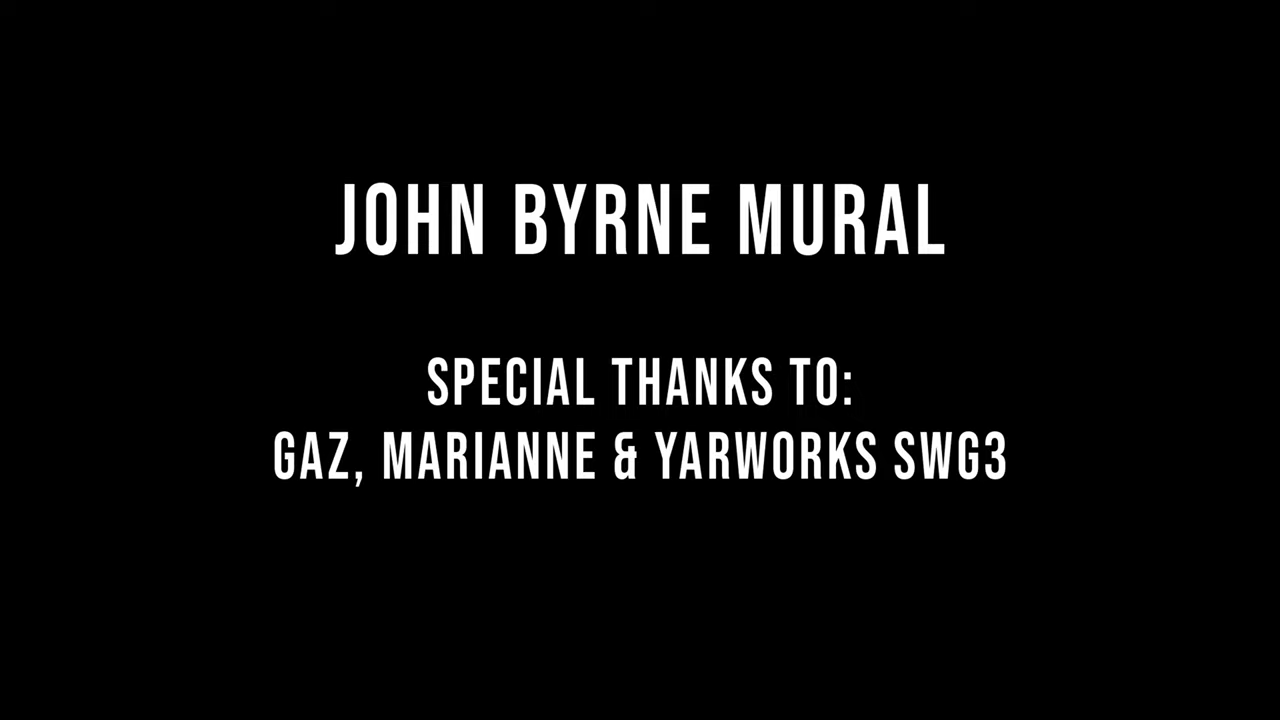 JOHN BYRNE MURAL
SPECIAL THANKS TO:
GAZ, MARIANNE & YARWORKS SWG3